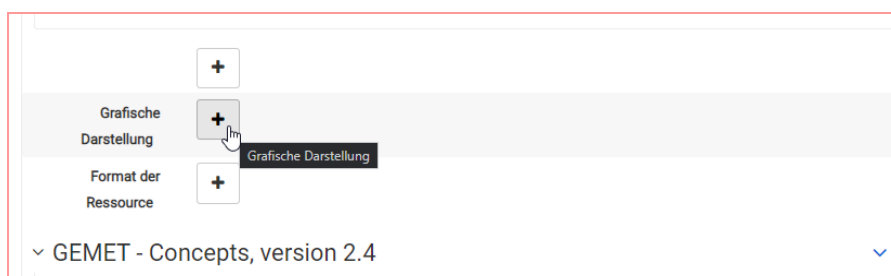 Grafische
Darstellung
Grafische Darstellung
Format der
Ressource
GEMET - Concepts, version 2.4